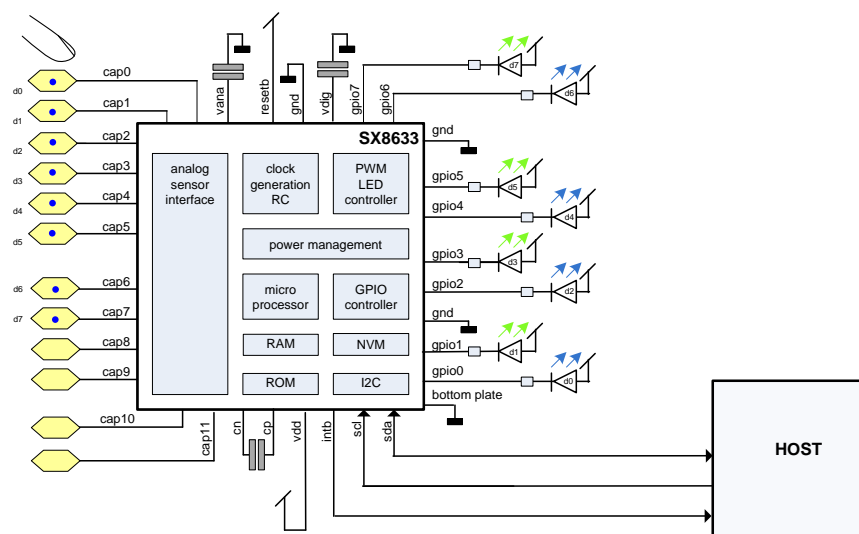 cap0
d0
cap1
d1
cap2
d2
cap3
d3
cap4
d4
cap5
d5
cap6
d6
cap7
d7
cap8
cap9
cap10
cap11
vana
resetb
gnd
vdig
gpio7
gpio6
SX8633
analog
sensor
interface
clock
generation
RC
PWM
LED
controller
power management
micro
processor
GPIO
controller
RAM
NVM
ROM
I2C
gnd
gpio5
gpio4
gpio3
gpio2
gnd
gpio1
gpio0
bottom plate
d7
d6
d5
d4
d3
d2
d1
d0
cn
cp
vdd
intb
scl
sda
HOST